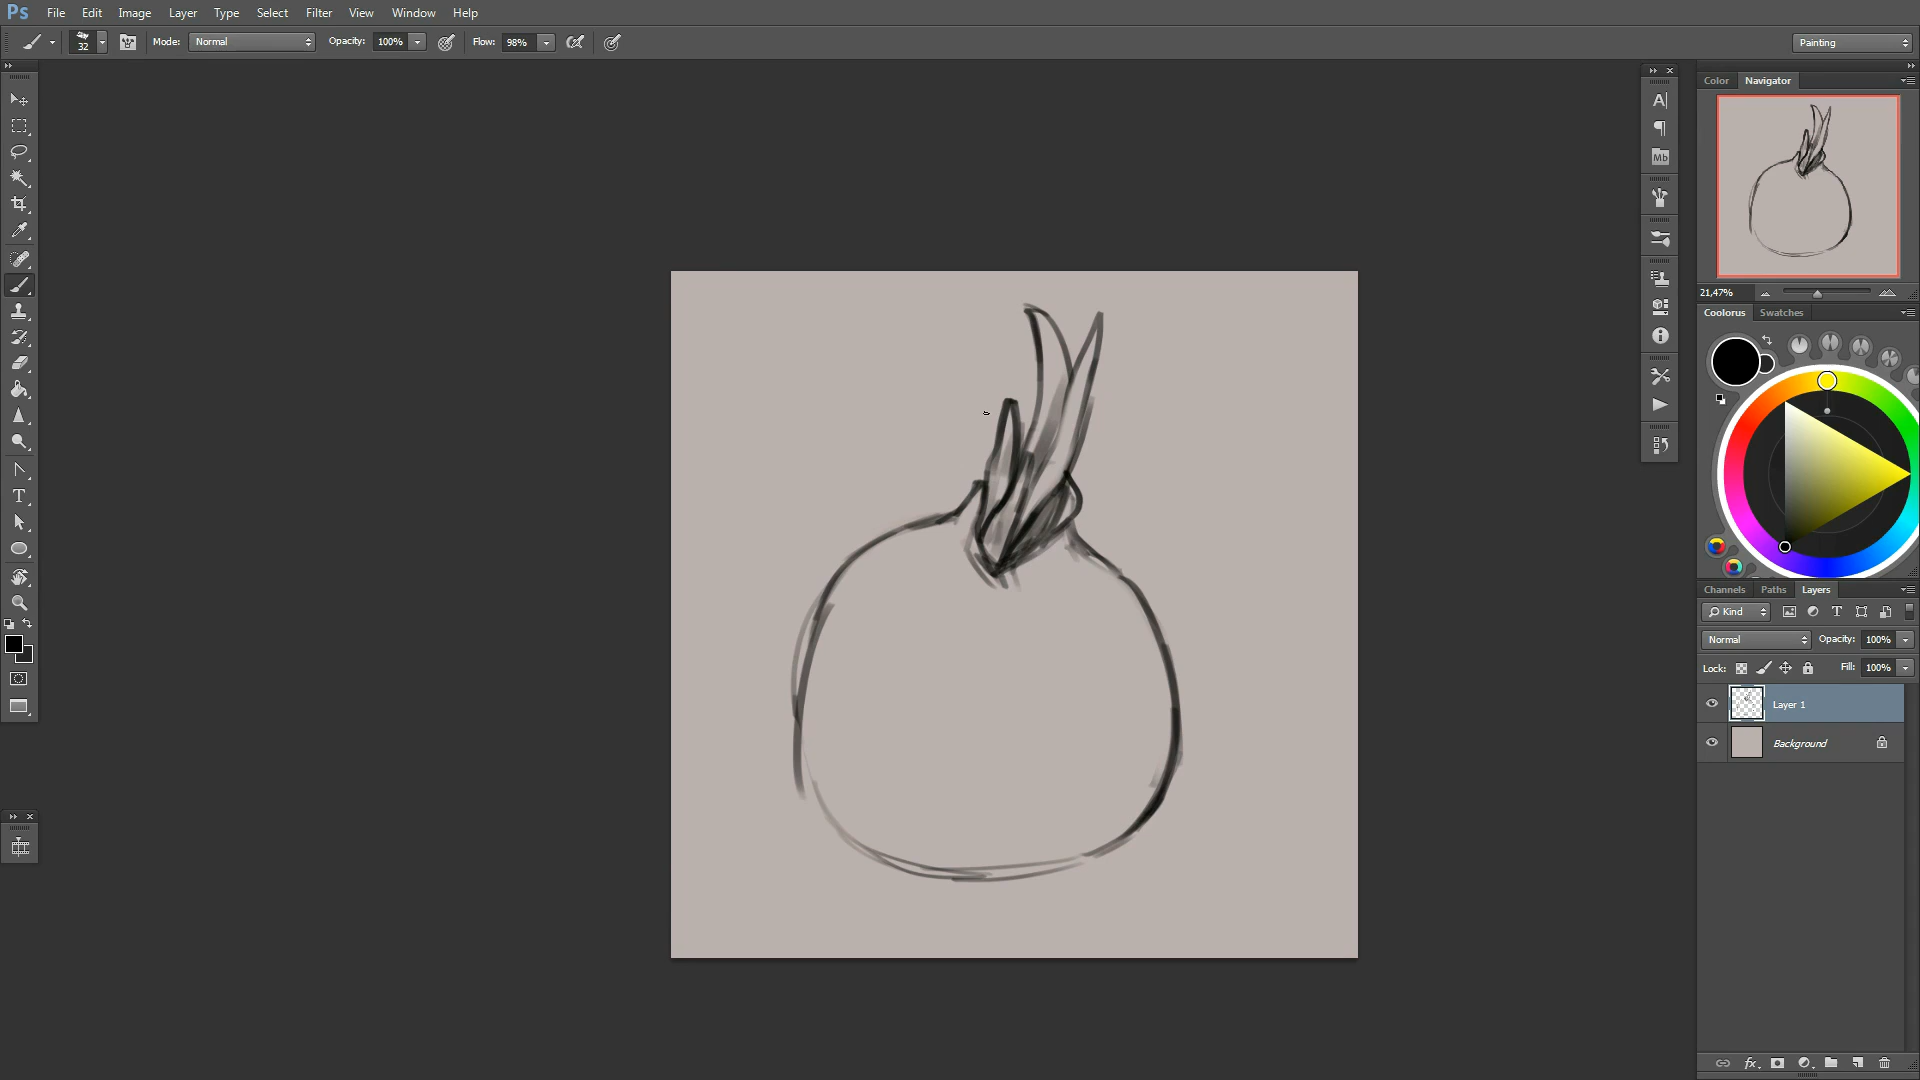 Ps File Edit Image Layer Type Select Filter View Window Help
32 Mode: Normal Opacity: 100% Flow: 98% Painting
Color Navigator
A|
Mb
21,47%
Coolorus Swatches
T
Channels Paths Layers
Kind T
Normal Opacity: 100%
Lock: Fill: 100%
Layer 1
Background
fx